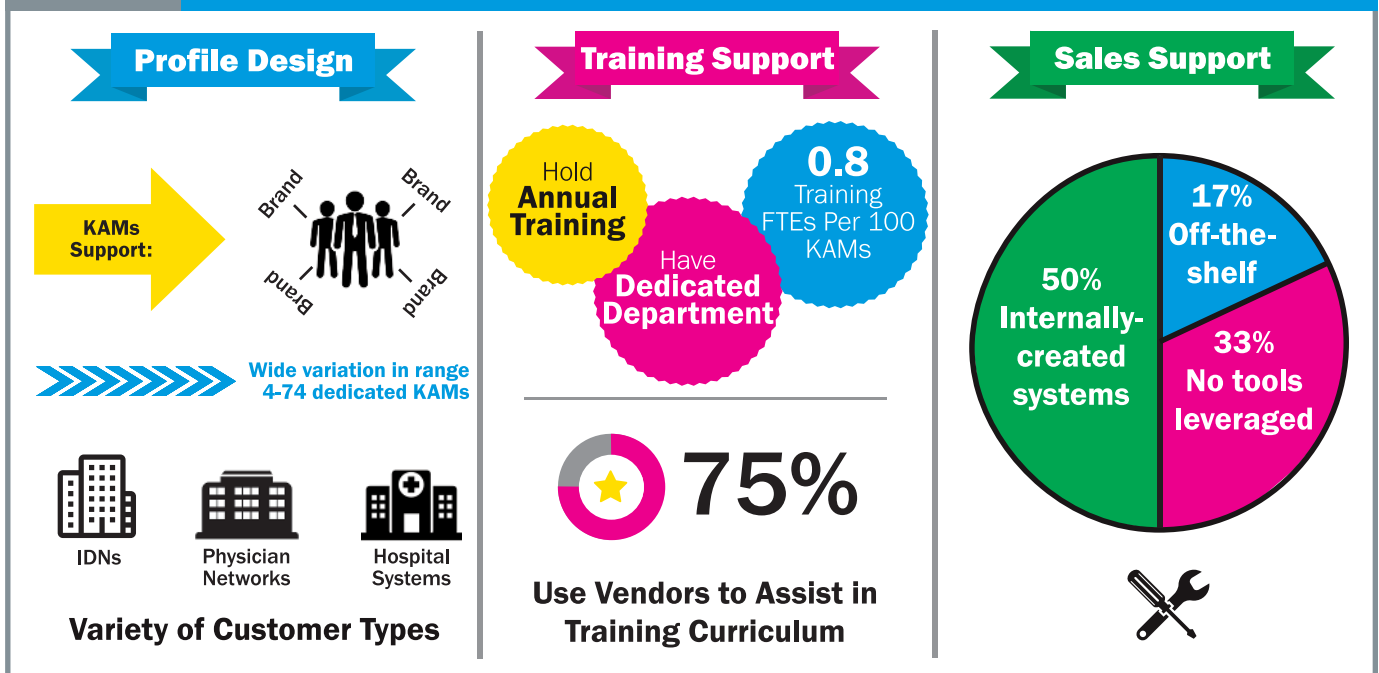 Profile Design
KAMs
Support:
Brand
Brand
Brand
Brand
Wide variation in range
4-74 dedicated KAMs
IDNs
Physician
Networks
Hospital
Systems
Variety of Customer Types
Training Support
Hold
Annual
Training
Have
Dedicated
Department
0.8
Training
FTEs Per 100
KAMs
75%
Use Vendors to Assist in
Training Curriculum
Sales Support
50%
Internally-
created
systems
17%
Off-the-
shelf
33%
No tools
leveraged